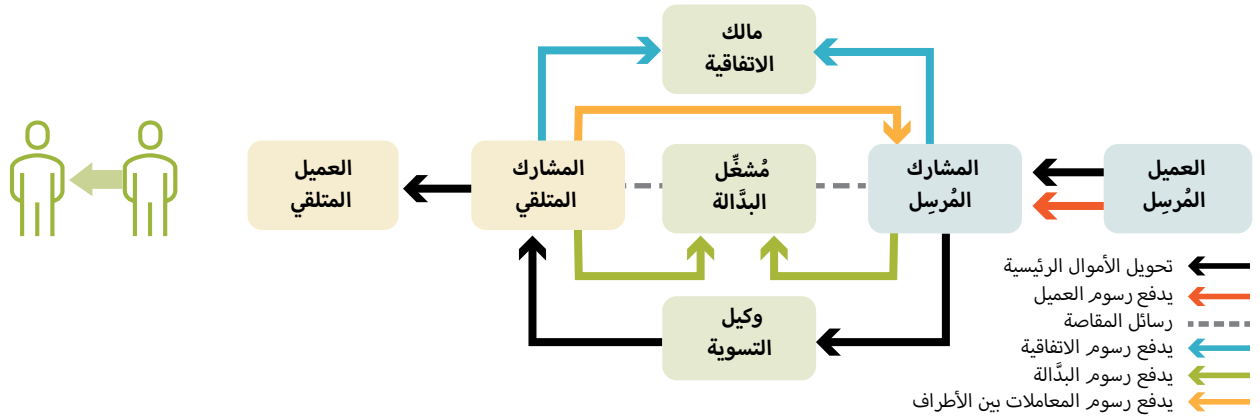 مالك
الاتفاقية
العميل
المُرسِل
المشارك
المُرسِل
مُشغِّل
البدَّالة
المشارك
المتلقي
العميل
المتلقي
وكيل
التسوية
تحويل الأموال الرئيسية
يدفع رسوم العميل
رسائل المقاصة
يدفع رسوم الاتفاقية
يدفع رسوم البدَّالة
يدفع رسوم المعاملات بين الأطراف